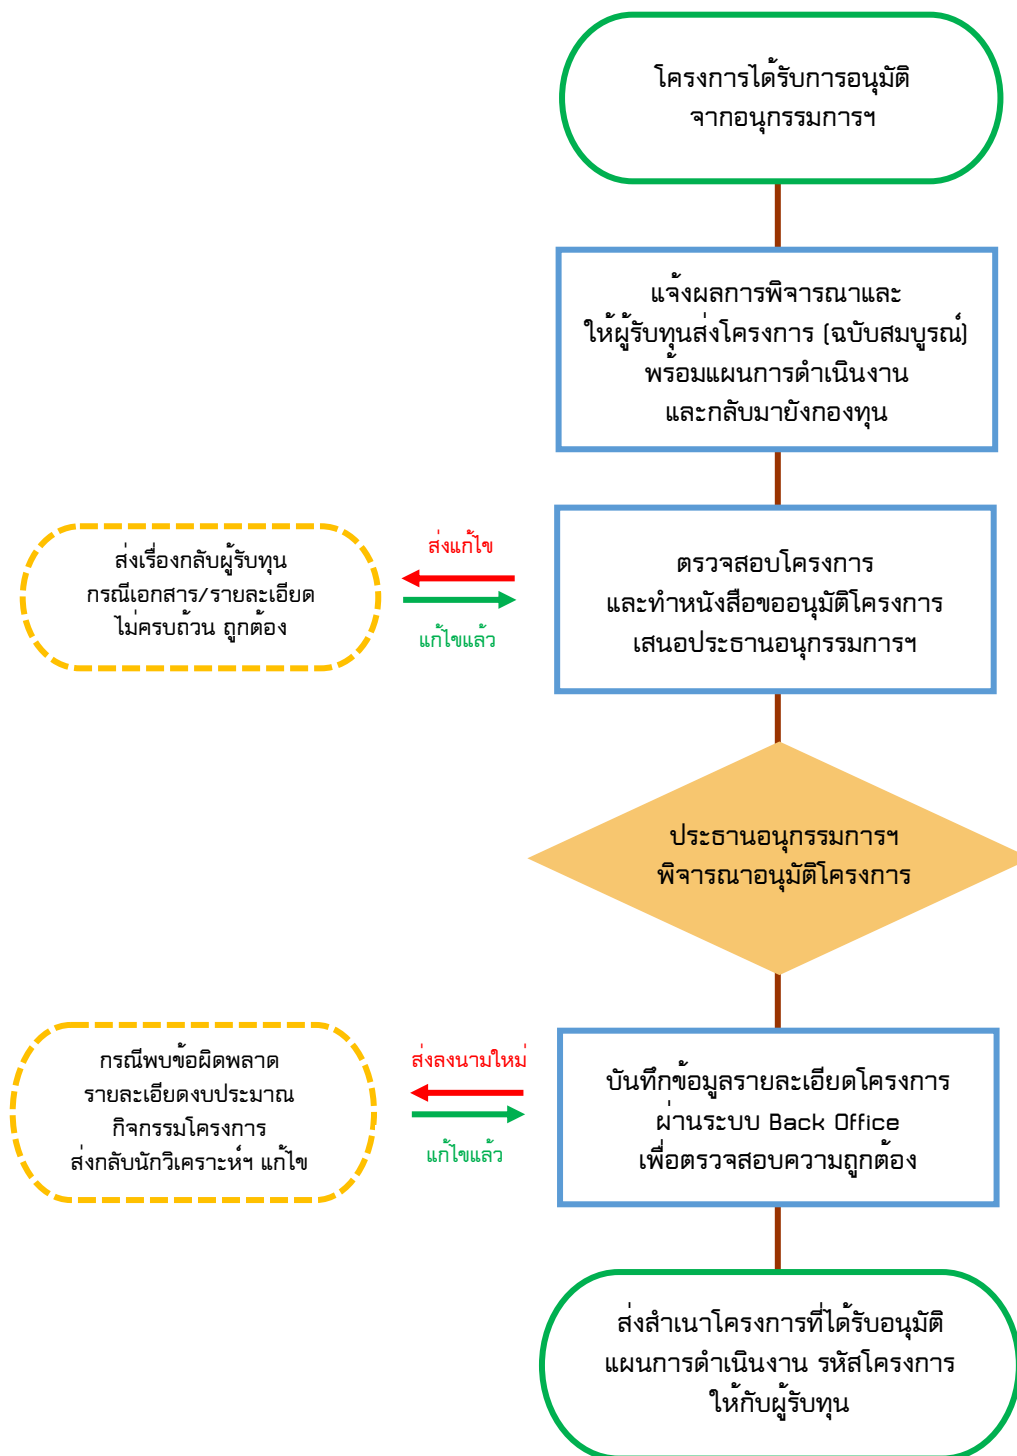 โครงการได้รับการอนุมัติ
จากอนุกรรมการฯ
แจ้งผลการพิจารณาและ
ให้ผู้รับทุนส่งโครงการ (ฉบับสมบูรณ์)
พร้อมแผนการดำเนินงาน
และกลับมายังกองทุน
ตรวจสอบโครงการ
และทำหนังสือขออนุมัติโครงการ
เสนอประธานอนุกรรมการฯ
ส่งแก้ไข
แก้ไขแล้ว
ส่งเรื่องกลับผู้รับทุน
กรณีเอกสาร/รายละเอียด
ไม่ครบถ้วน ถูกต้อง
ประธานอนุกรรมการฯ
พิจารณาอนุมัติโครงการ
บันทึกข้อมูลรายละเอียดโครงการ
ผ่านระบบ Back Office
เพื่อตรวจสอบความถูกต้อง
ส่งลงนามใหม่
แก้ไขแล้ว
กรณีพบข้อผิดพลาด
รายละเอียดงบประมาณ
กิจกรรมโครงการ
ส่งกลับนักวิเคราะห์ฯ แก้ไข
ส่งสำเนาโครงการที่ได้รับอนุมัติ
แผนการดำเนินงาน รหัสโครงการ
ให้กับผู้รับทุน